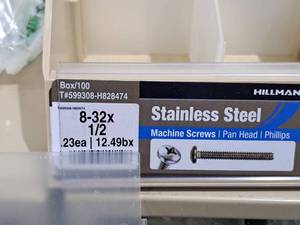 Box/100
T#599308-H828474
HILLMAN
8-32x
1/2
.23ea | 12.49bx
Stainless Steel
Machine Screws | Pan Head | Phillips